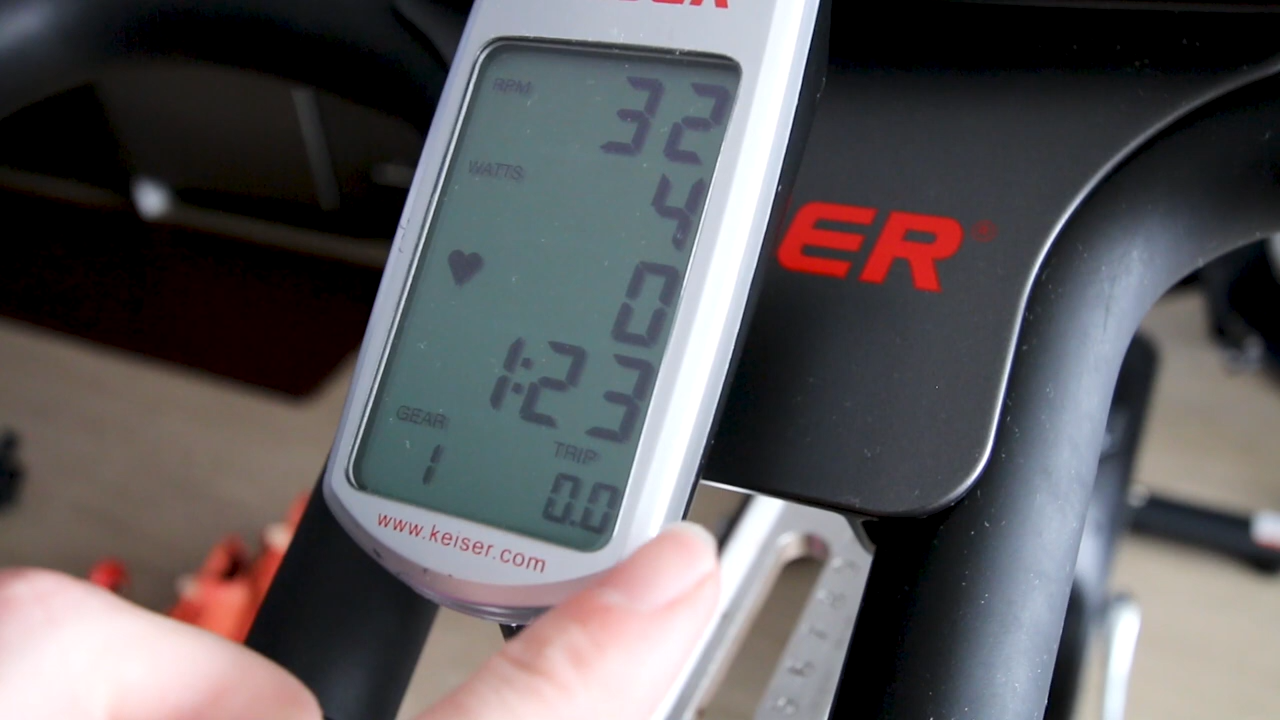 RPM 32
WATTS 4
0
1:23
GEAR TRIP
1 0.0
www.keiser.com
ER®